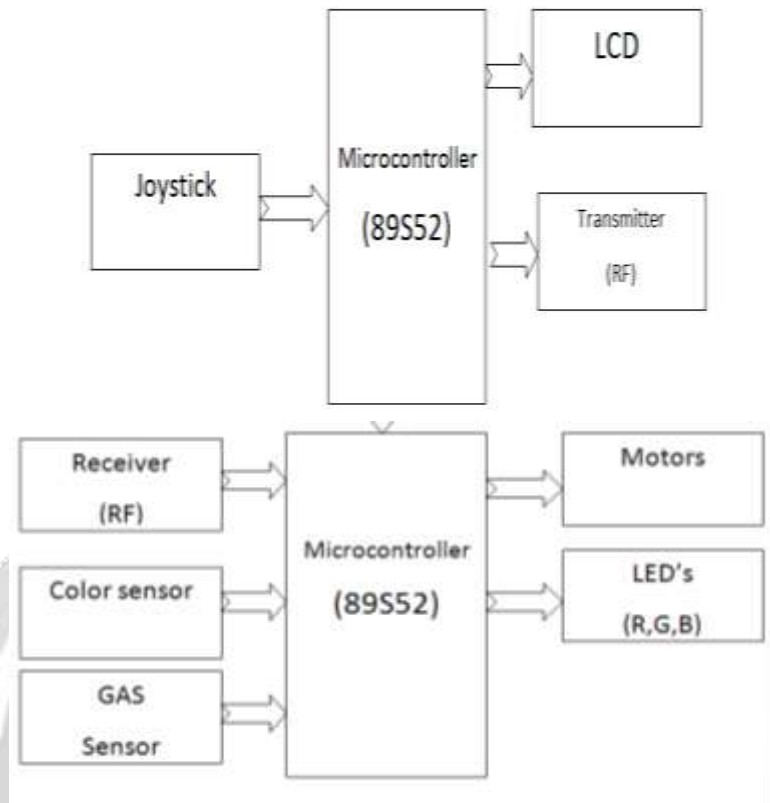 LCD
Joystick
Microcontroller
(89S52)
Transmitter
(RF)
Receiver
(RF)
Color sensor
GAS
Sensor
Microcontroller
(89S52)
Motors
LED's
(R,G,B)